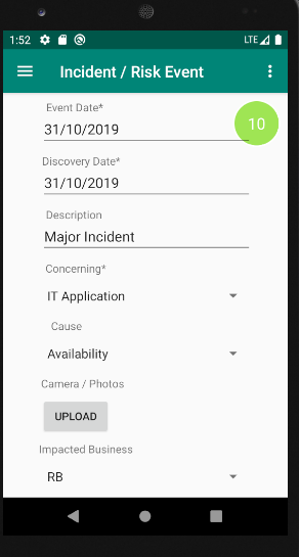 1:52
LTE
Incident / Risk Event
Event Date*
31/10/2019
10
Discovery Date*
31/10/2019
Description
Major Incident
Concerning*
IT Application
Cause
Availability
Camera / Photos
UPLOAD
Impacted Business
RB